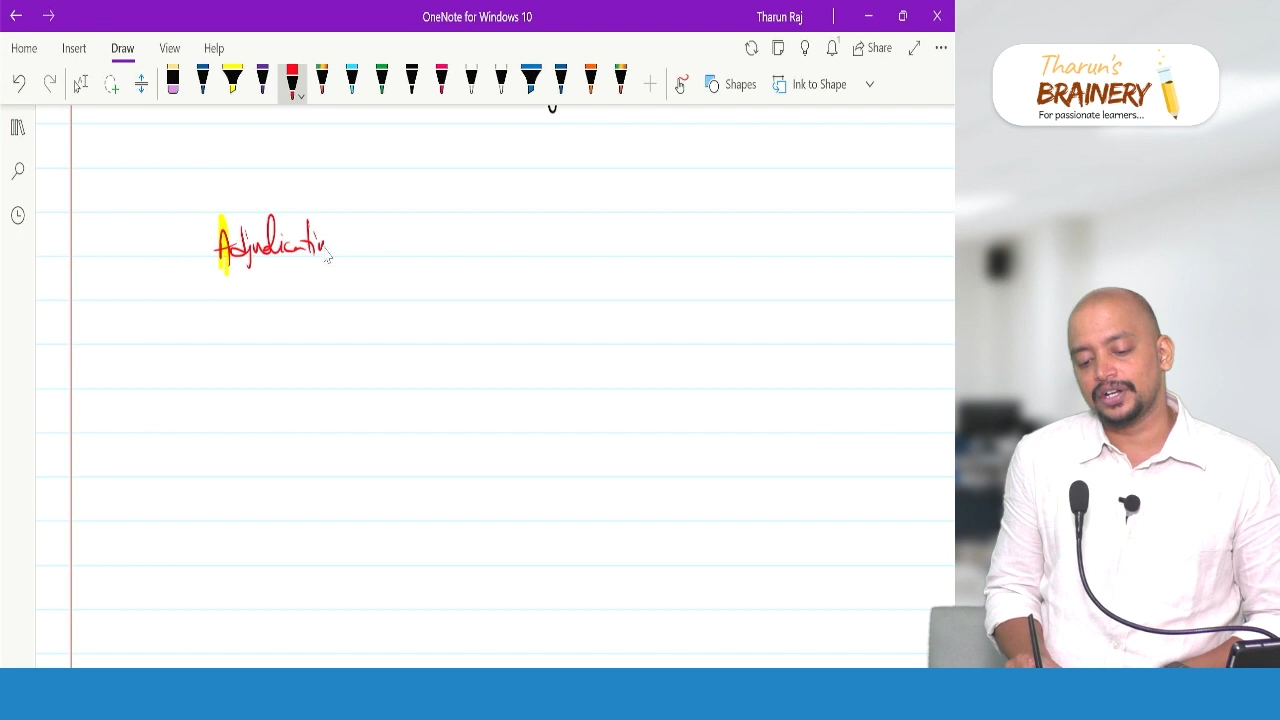 OneNote for Windows 10
Tharun Raj
Home Insert Draw View Help
Share
Shapes
Ink to Shape
Adjudicatin
Tharun's
BRAINERY
For passionate learners...